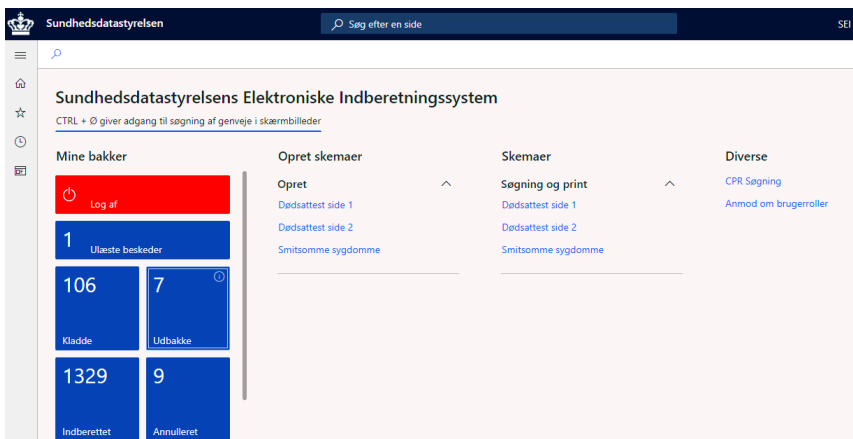 Sundhedsdatastyrelsen
Søg efter en side
SEI
Sundhedsdatastyrelsens Elektroniske Indberetningssystem
CTRL + Ø giver adgang til søgning af genveje i skærmbilleder
Mine bakker
Log af
1
Ulæste beskeder
106
Kladde
7
Udbakke
1329
Indberettet
9
Annulleret
Opret skemaer
Opret
Dødsattest side 1
Dødsattest side 2
Smitsomme sygdomme
Skemaer
Søgning og print
Dødsattest side 1
Dødsattest side 2
Smitsomme sygdomme
Diverse
CPR Søgning
Anmod om brugerroller